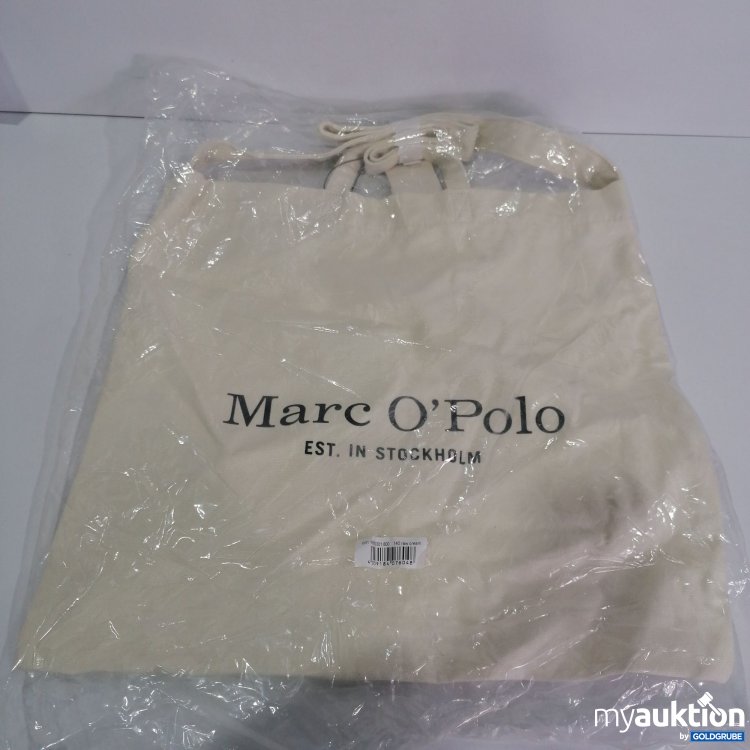 Marc O'Polo
EST. IN STOCKHOLM
myauktion
by GOLDGRUBE